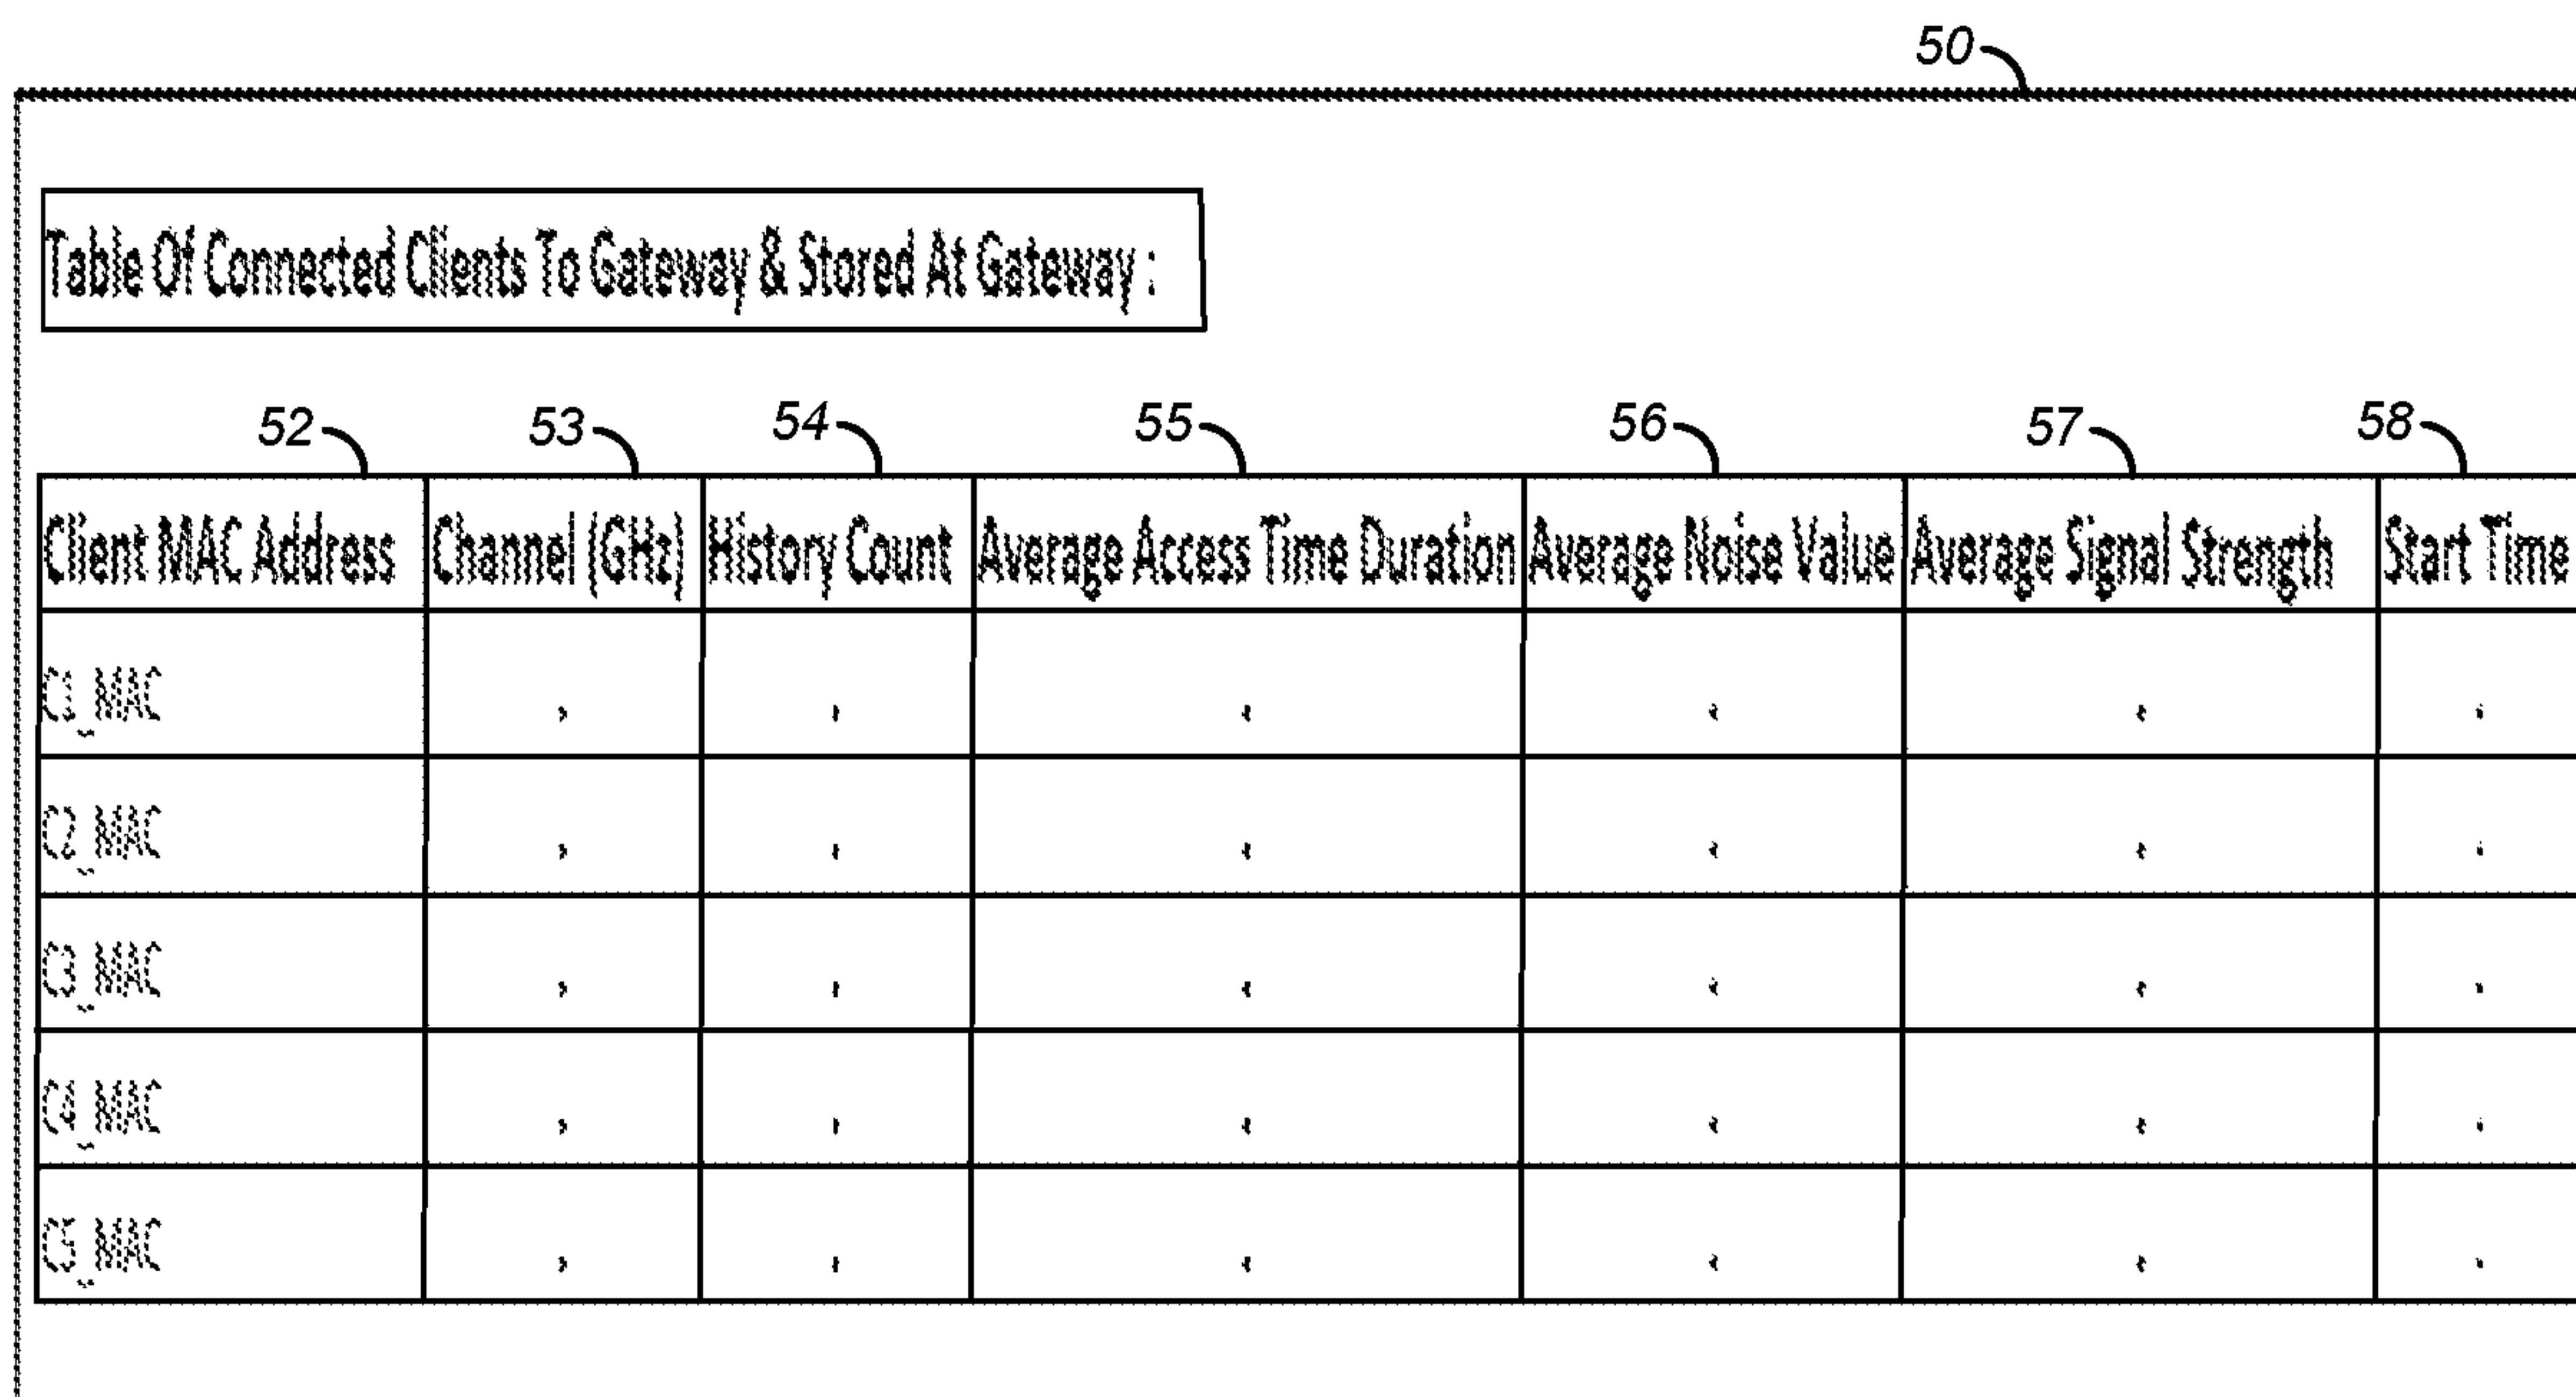 50
Table Of Connected Clients To Gateway & Stored At Gateway :
52 53 54 55 56 57 58
Client MAC Address Channel (GHz) History Count Average Access Time Duration Average Noise Value Average Signal Strength Start Time
C1_MAC
C2_MAC
C3_MAC
C4_MAC
C5_MAC